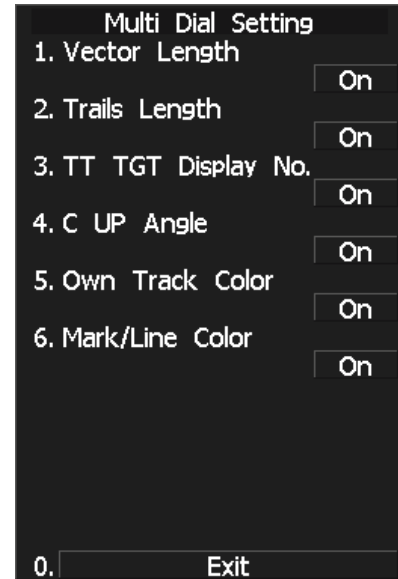 Multi Dial Setting
1. Vector Length
On
2. Trails Length
On
3. TT TGT Display No.
On
4. C UP Angle
On
5. Own Track Color
On
6. Mark/Line Color
On
0. Exit